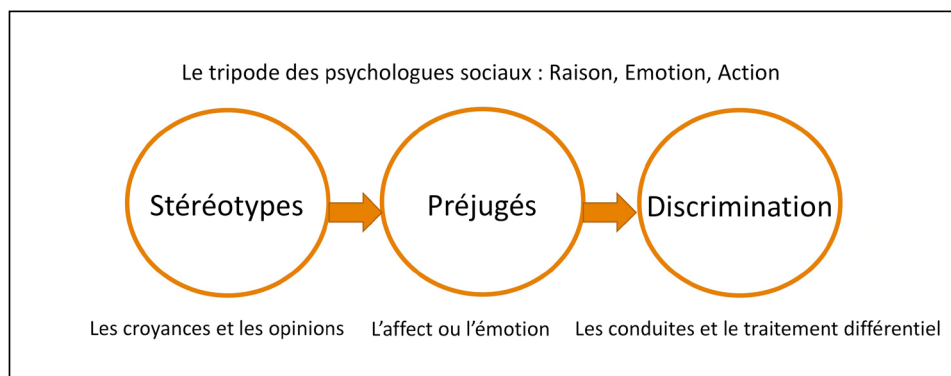 Le tripode des psychologues sociaux : Raison, Emotion, Action
Stéréotypes
Préjugés
Discrimination
Les croyances et les opinions
L'affect ou l'émotion
Les conduites et le traitement différentiel